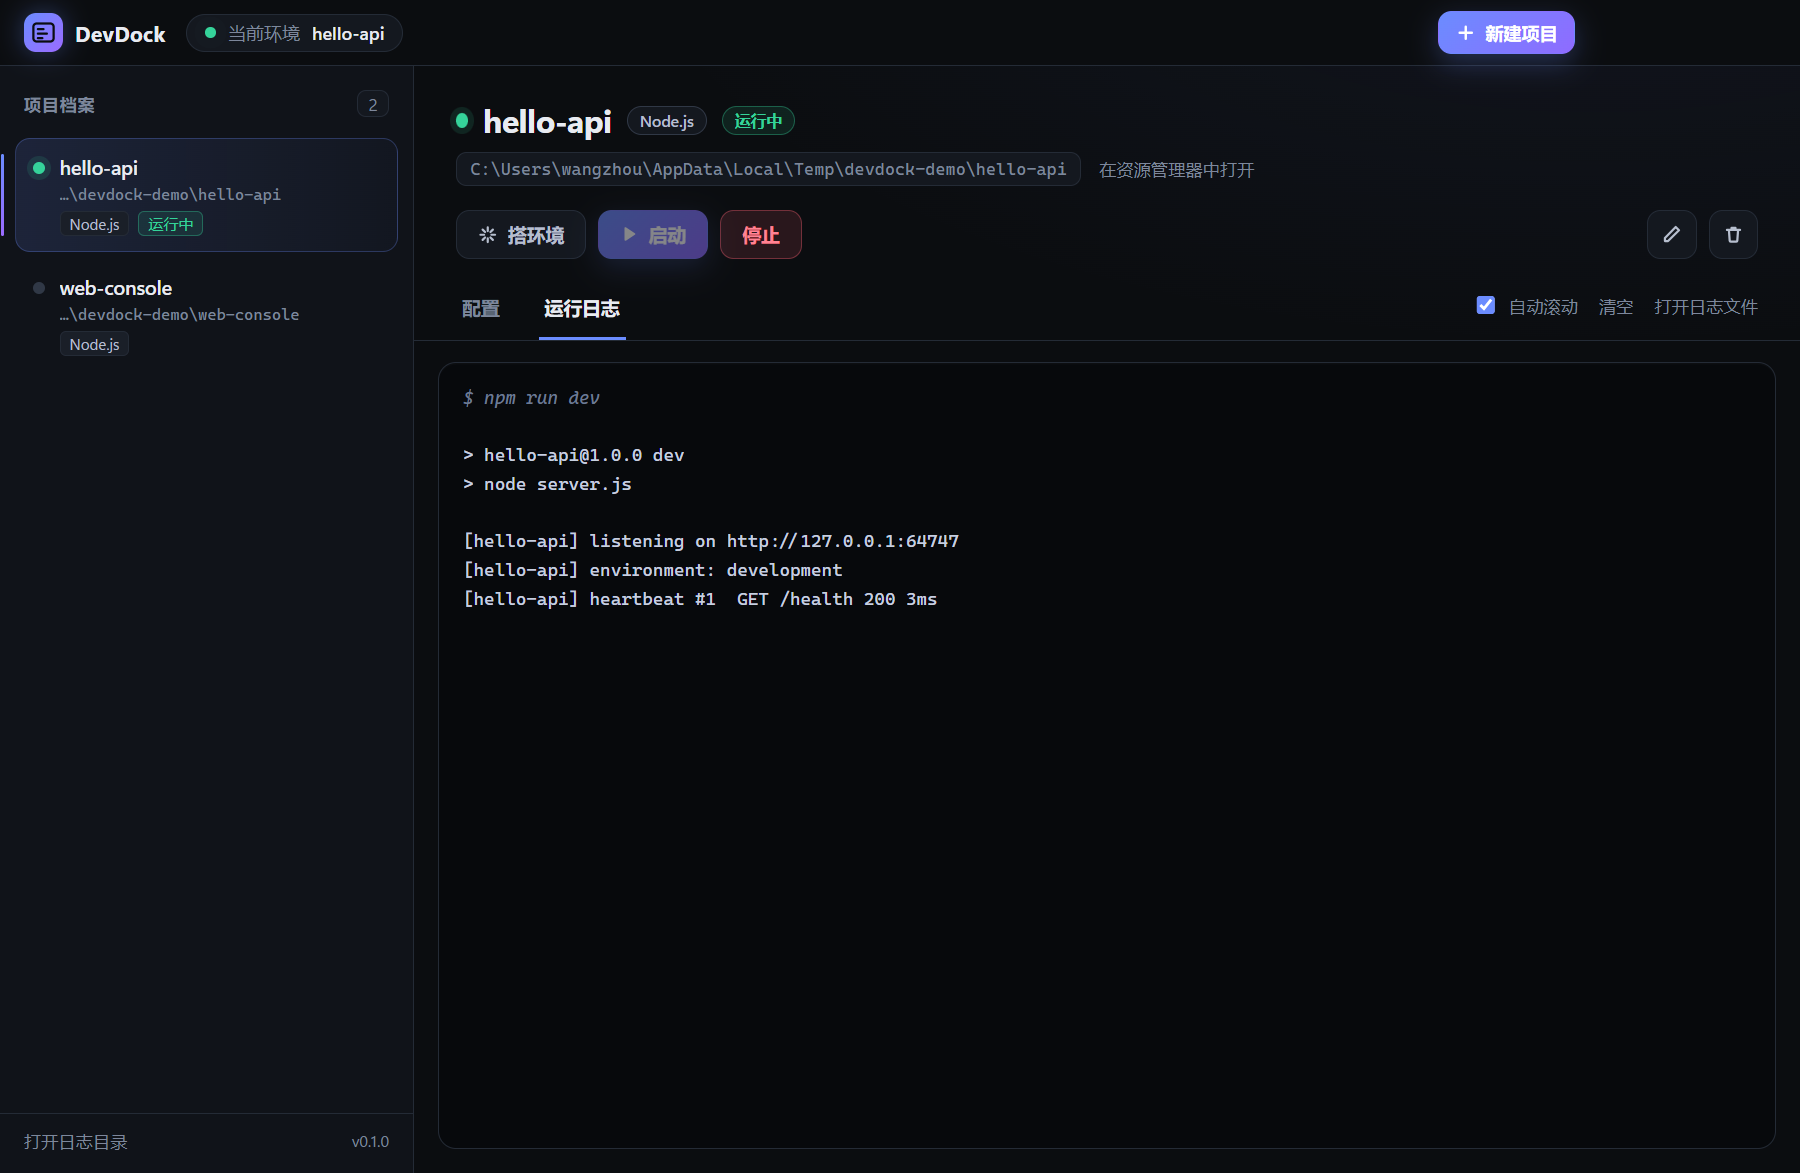 DevDock
当前环境 hello-api
新建项目
项目档案
2
hello-api
…\devdock-demo\hello-api
Node.js 运行中
web-console
…\devdock-demo\web-console
Node.js
打开日志目录
v0.1.0
hello-api Node.js 运行中
C:\Users\wangzhou\AppData\Local\Temp\devdock-demo\hello-api 在资源管理器中打开
搭环境 启动 停止
配置 运行日志
自动滚动 清空 打开日志文件
$ npm run dev
> hello-api@1.0.0 dev
> node server.js
[hello-api] listening on http://127.0.0.1:64747
[hello-api] environment: development
[hello-api] heartbeat #1  GET /health 200 3ms